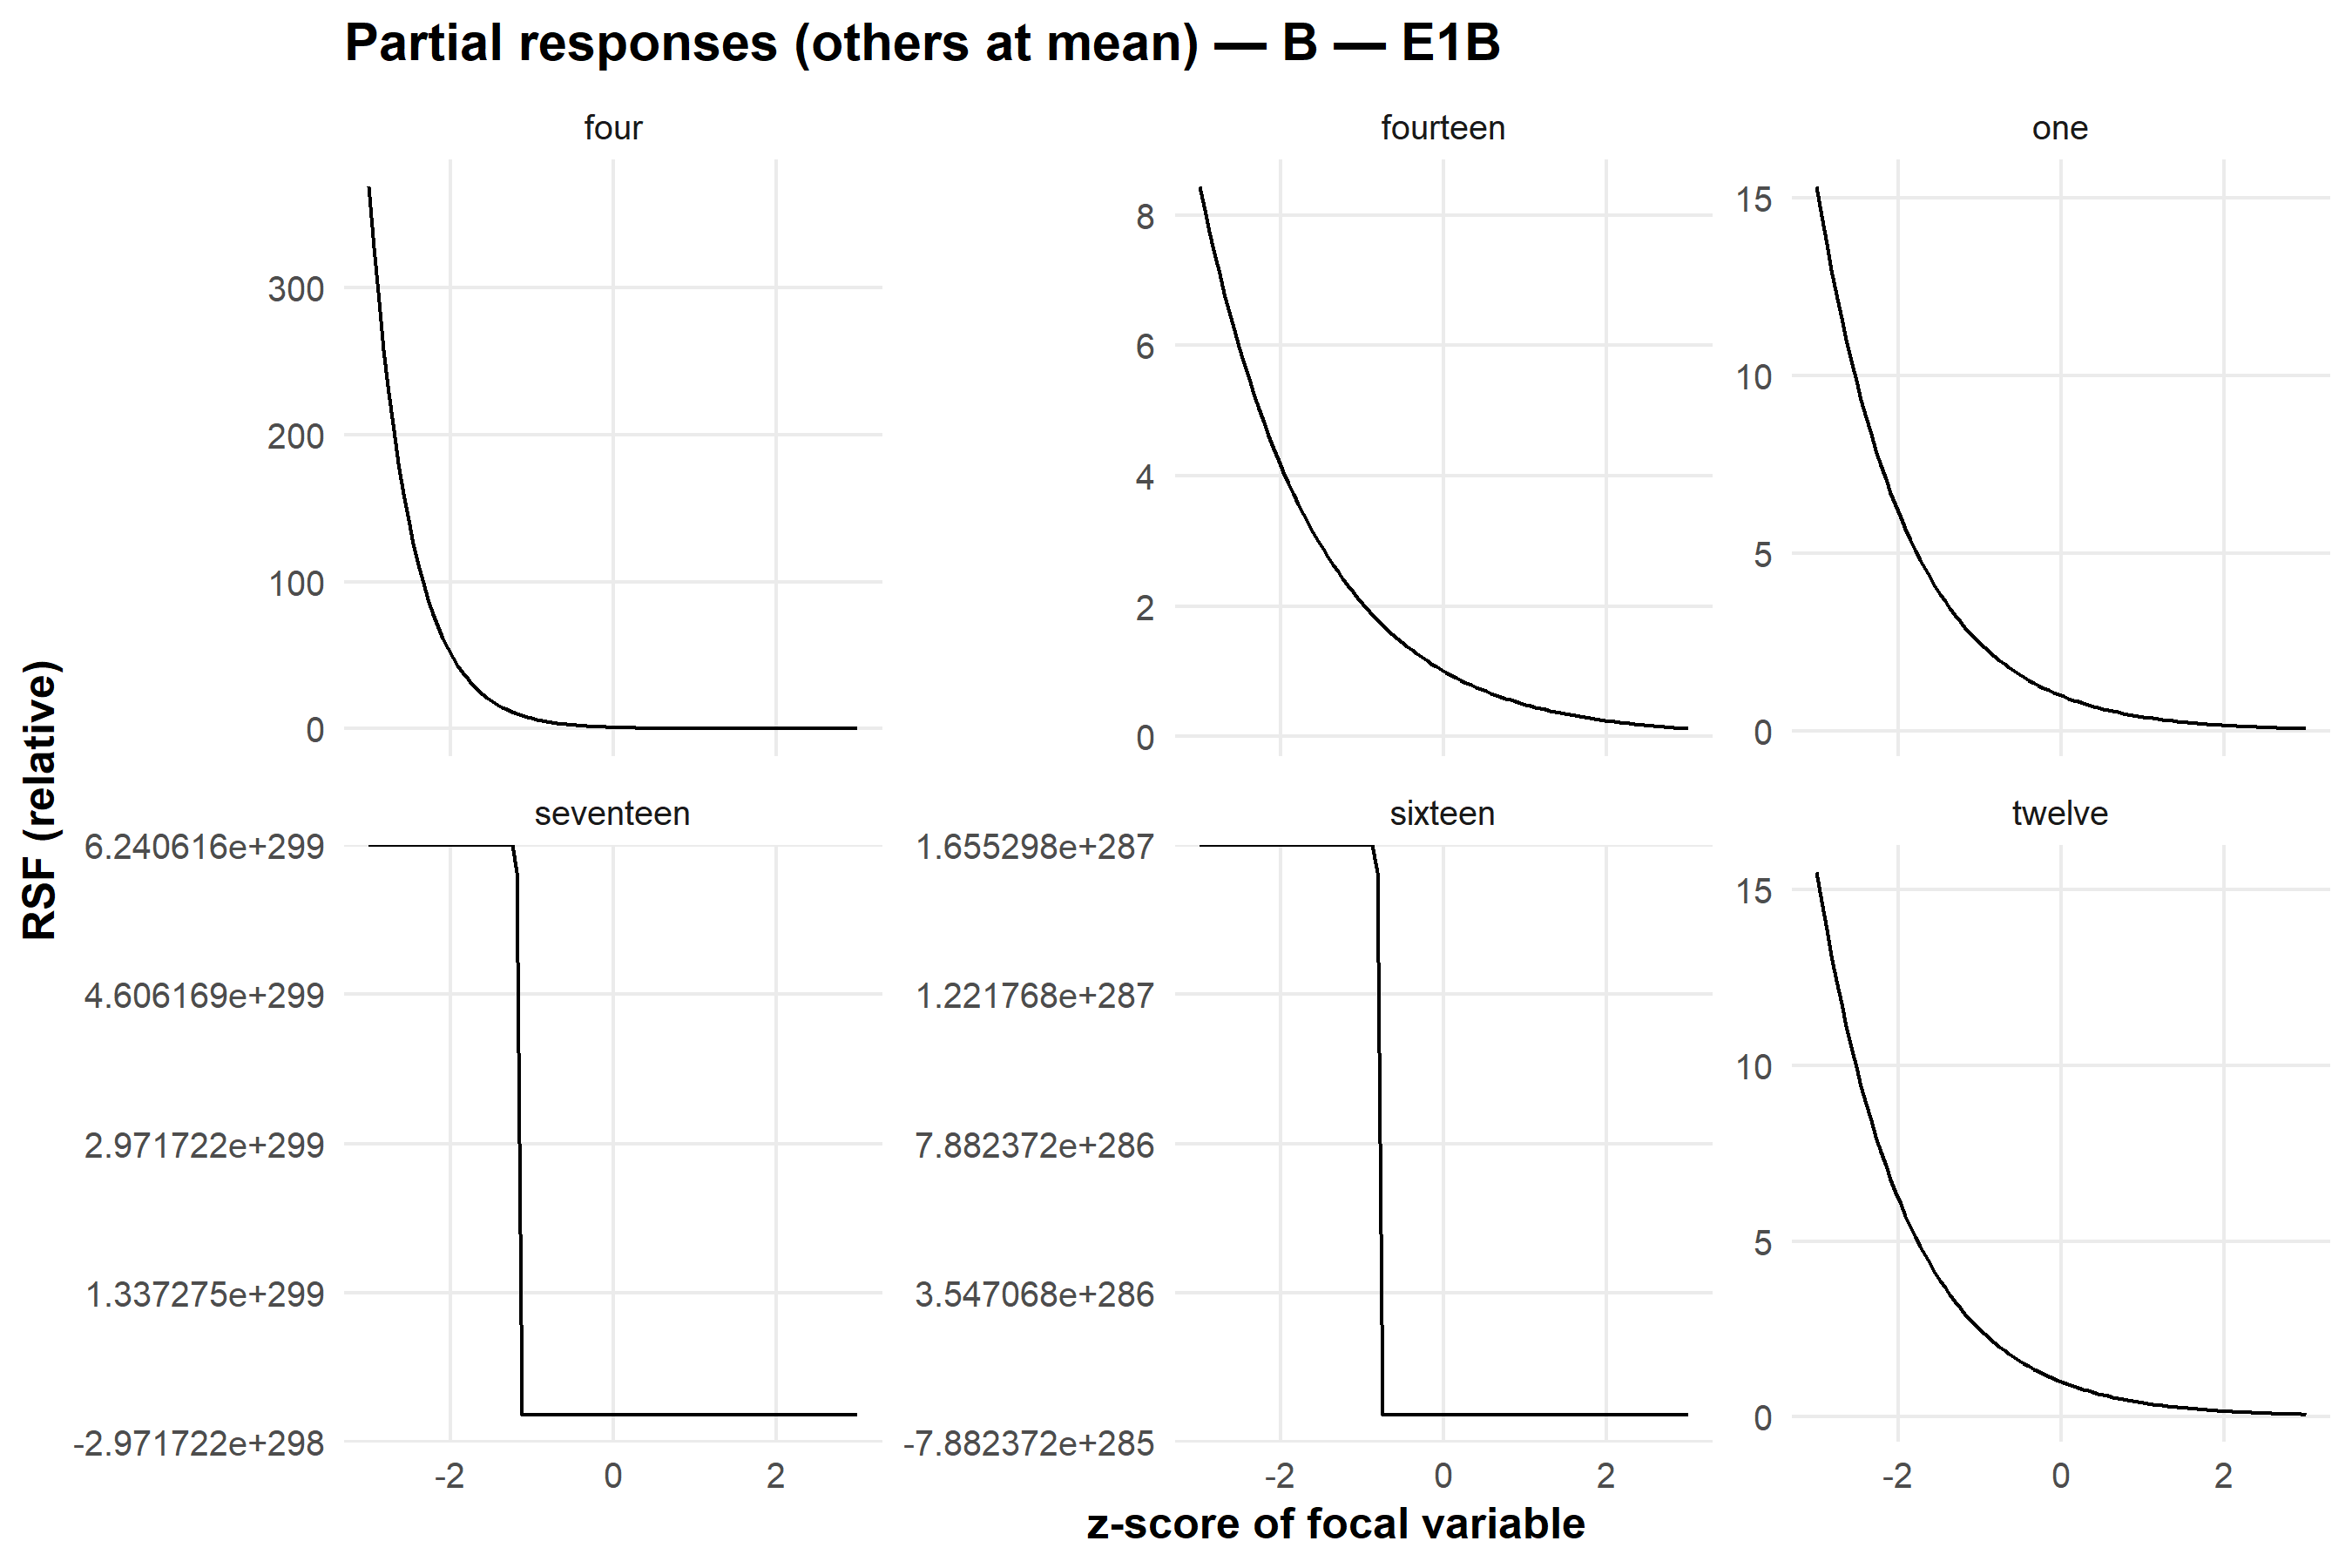 Partial responses (others at mean) — B — E1B
four
fourteen
one
300
200
100
0
8
6
4
2
0
15
10
5
0
RSF (relative)
seventeen
sixteen
twelve
6.240616e+299
4.606169e+299
2.971722e+299
1.337275e+299
-2.971722e+298
1.655298e+287
1.221768e+287
7.882372e+286
3.547068e+286
-7.882372e+285
15
10
5
0
-2 0 2
-2 0 2
-2 0 2
z-score of focal variable